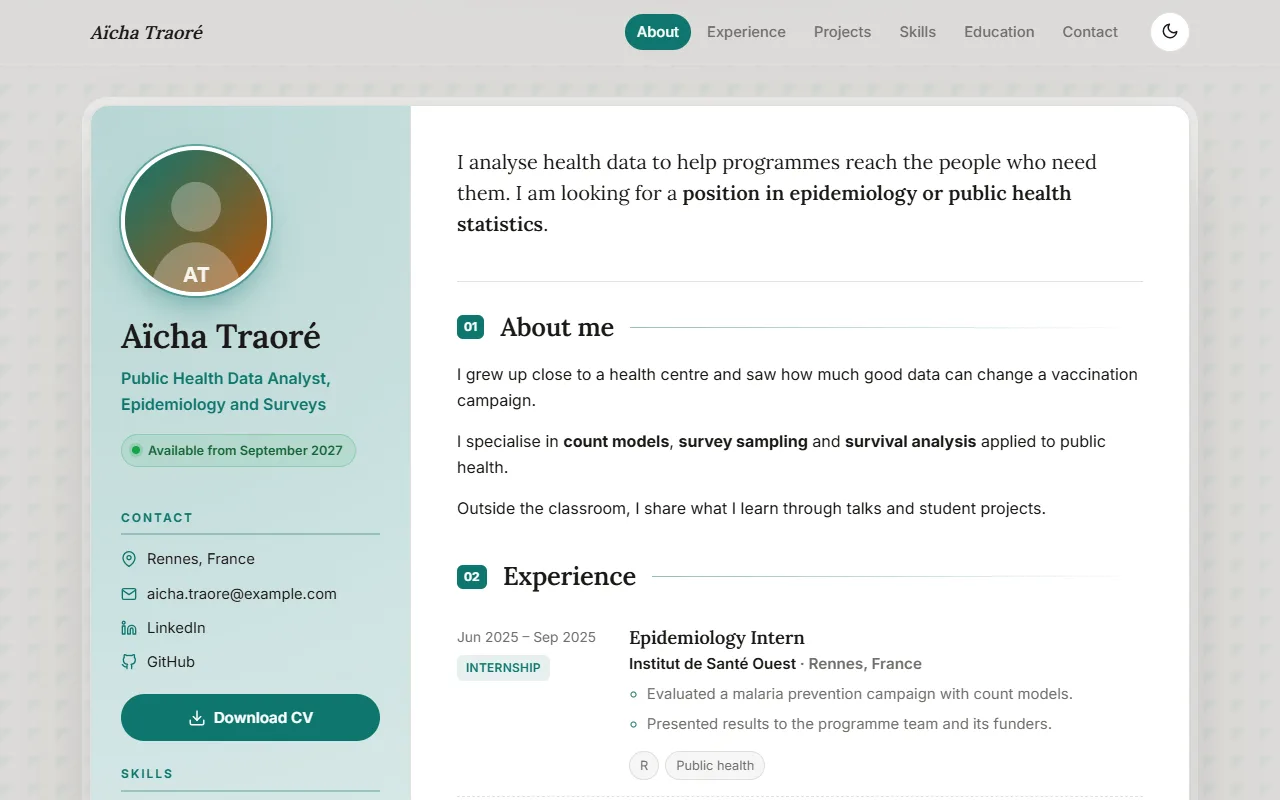 Aïcha Traoré
About
Experience
Projects
Skills
Education
Contact
AT
Aïcha Traoré
Public Health Data Analyst,
Epidemiology and Surveys
Available from September 2027
CONTACT
Rennes, France
aicha.traore@example.com
LinkedIn
GitHub
Download CV
SKILLS
I analyse health data to help programmes reach the people who need
them. I am looking for a position in epidemiology or public health
statistics.
01 About me
I grew up close to a health centre and saw how much good data can change a vaccination
campaign.
I specialise in count models, survey sampling and survival analysis applied to public
health.
Outside the classroom, I share what I learn through talks and student projects.
02 Experience
Jun 2025 – Sep 2025
INTERNSHIP
Epidemiology Intern
Institut de Santé Ouest · Rennes, France
Evaluated a malaria prevention campaign with count models.
Presented results to the programme team and its funders.
R
Public health